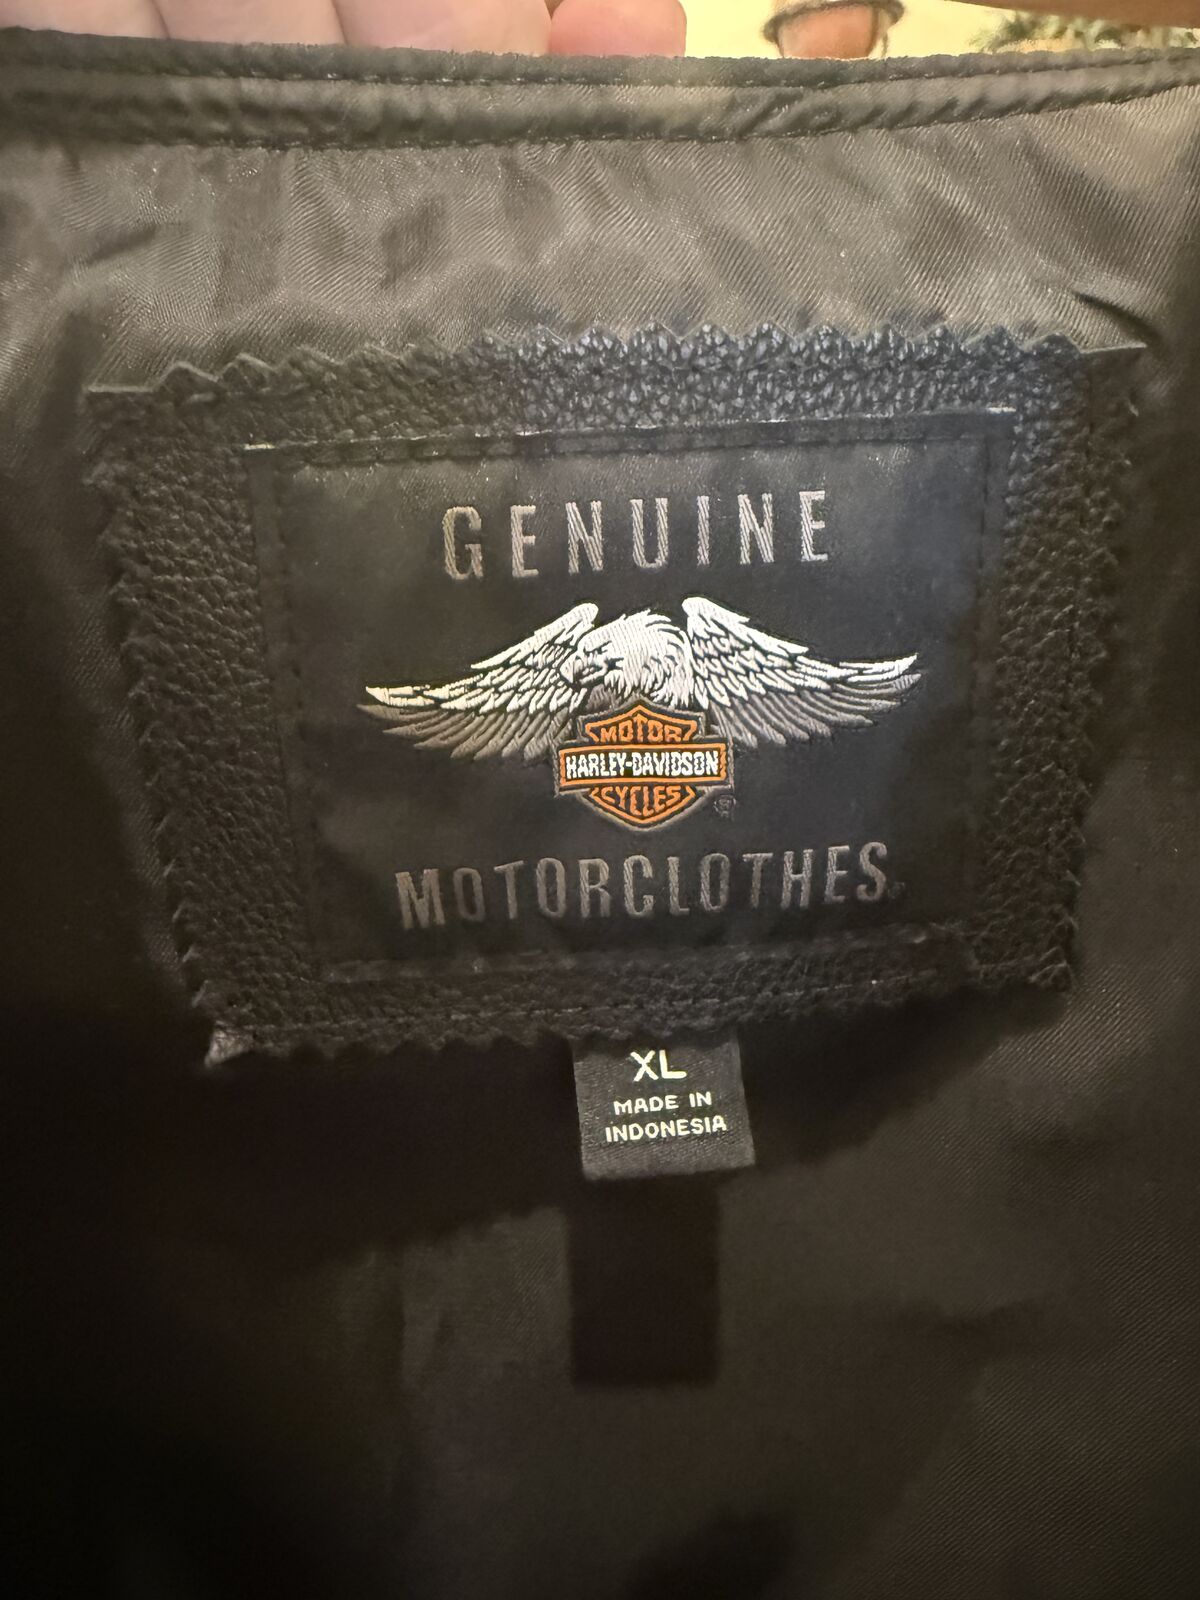 GENUINE
MOTOR
HARLEY-DAVIDSON
CYCLES
®
MOTORCLOTHES®
XL
MADE IN
INDONESIA